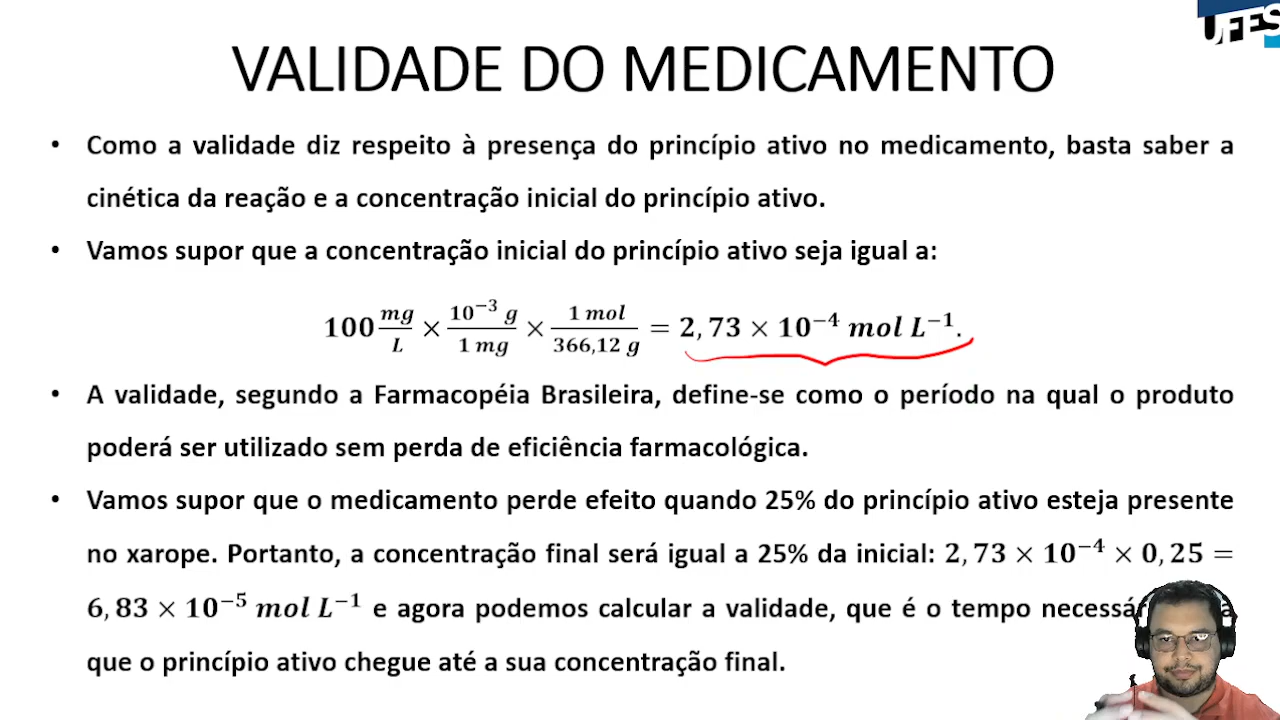 UFES
VALIDADE DO MEDICAMENTO
• Como a validade diz respeito à presença do princípio ativo no medicamento, basta saber a
cinética da reação e a concentração inicial do princípio ativo.
• Vamos supor que a concentração inicial do princípio ativo seja igual a:
100 mg/L × 10⁻³ g/1 mg × 1 mol/366,12 g = 2,73 × 10⁻⁴ mol L⁻¹.
• A validade, segundo a Farmacopéia Brasileira, define-se como o período na qual o produto
poderá ser utilizado sem perda de eficiência farmacológica.
• Vamos supor que o medicamento perde efeito quando 25% do princípio ativo esteja presente
no xarope. Portanto, a concentração final será igual a 25% da inicial: 2,73 × 10⁻⁴ × 0,25 =
6,83 × 10⁻⁵ mol L⁻¹ e agora podemos calcular a validade, que é o tempo
que o princípio ativo chegue até a sua concentração final.